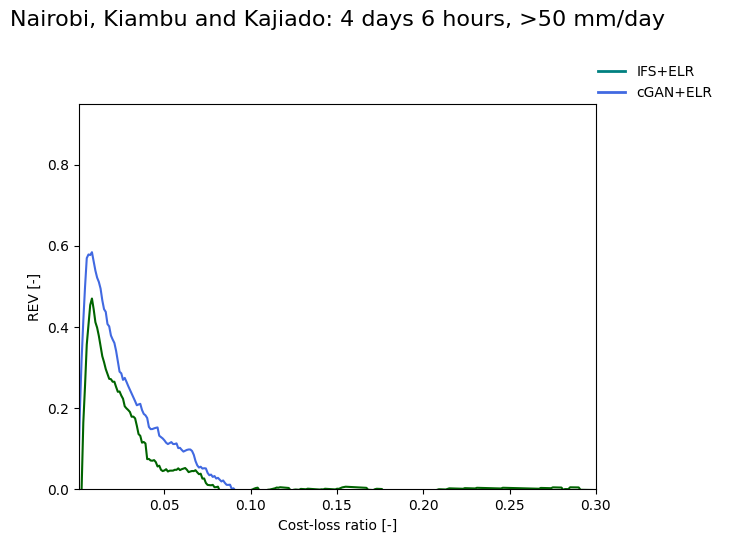 Nairobi, Kiambu and Kajiado: 4 days 6 hours, >50 mm/day
IFS+ELR
cGAN+ELR
0.8
0.6
0.4
0.2
0.0
REV [-]
0.05 0.10 0.15 0.20 0.25 0.30
Cost-loss ratio [-]